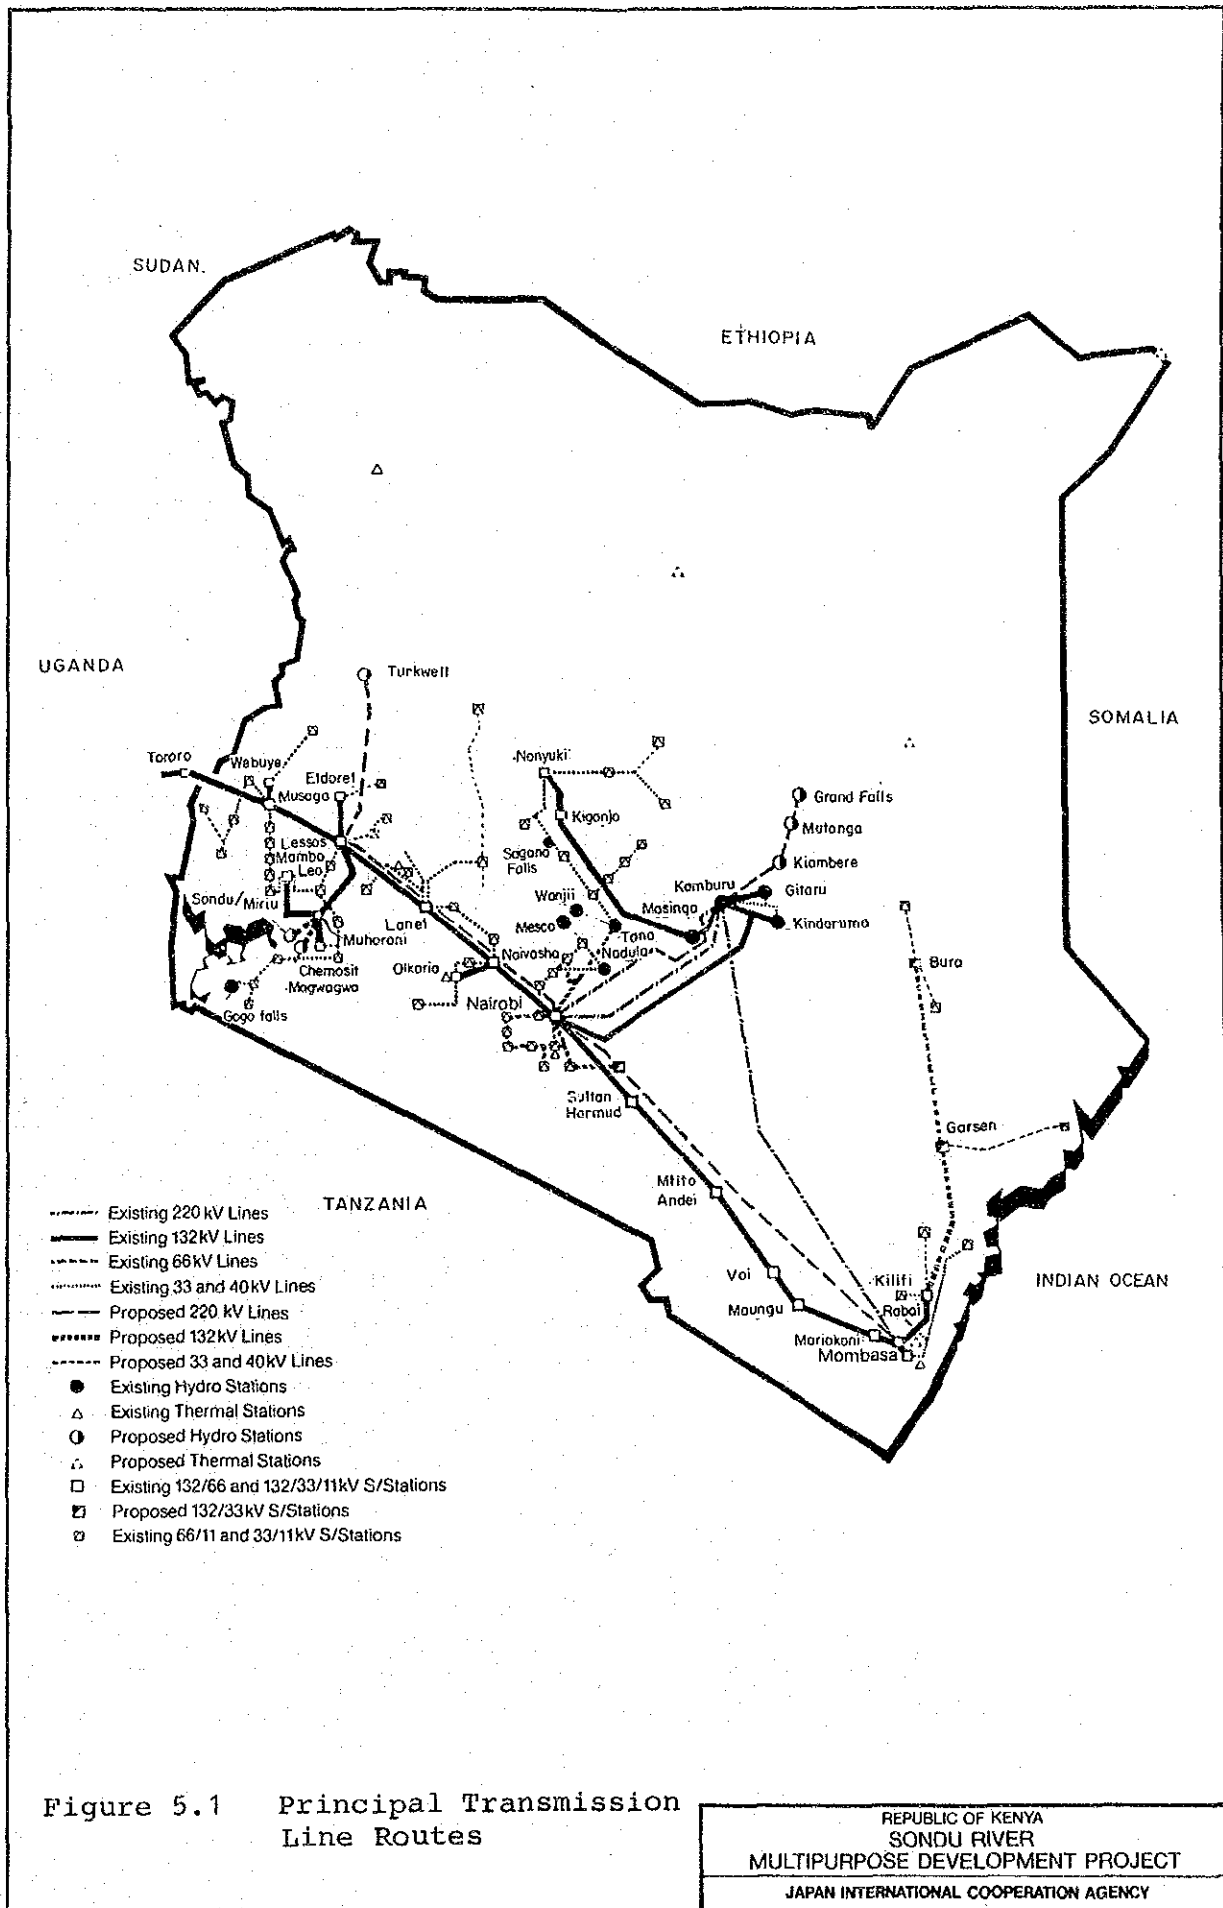 SUDAN.
ETHIOPIA
UGANDA
Turkwell
SOMALIA
Tororo
Webuye
Nonyuki
Eldoret
Musaga
Grand Falls
Kigonjo
Mutonga
Lessos
Mambo
Leo
Sagana
Falls
Kiambere
Sondu/Miriu
Wanjii
Kamburu
Gitaru
Masinga
Lanet
Mesco
Kindaruma
Tana
Muhoroni
Naivasha
Nadula
Bura
Chemosit
Olkaria
Magwagwa
Nairobi
Gogo falls
Sultan
Hermud
Garsen
Mtito
Andei
TANZANIA
Existing 220 kV Lines
Existing 132kV Lines
Existing 66kV Lines
Existing 33 and 40kV Lines
Proposed 220 kV Lines
Proposed 132kV Lines
Proposed 33 and 40kV Lines
Existing Hydro Stations
Existing Thermal Stations
Proposed Hydro Stations
Proposed Thermal Stations
Existing 132/66 and 132/33/11kV S/Stations
Proposed 132/33kV S/Stations
Existing 66/11 and 33/11kV S/Stations
Voi
Kilifi
INDIAN OCEAN
Maungu
Rabai
Mariakani
Mombasa
Figure 5.1 Principal Transmission
Line Routes
REPUBLIC OF KENYA
SONDU RIVER
MULTIPURPOSE DEVELOPMENT PROJECT
JAPAN INTERNATIONAL COOPERATION AGENCY